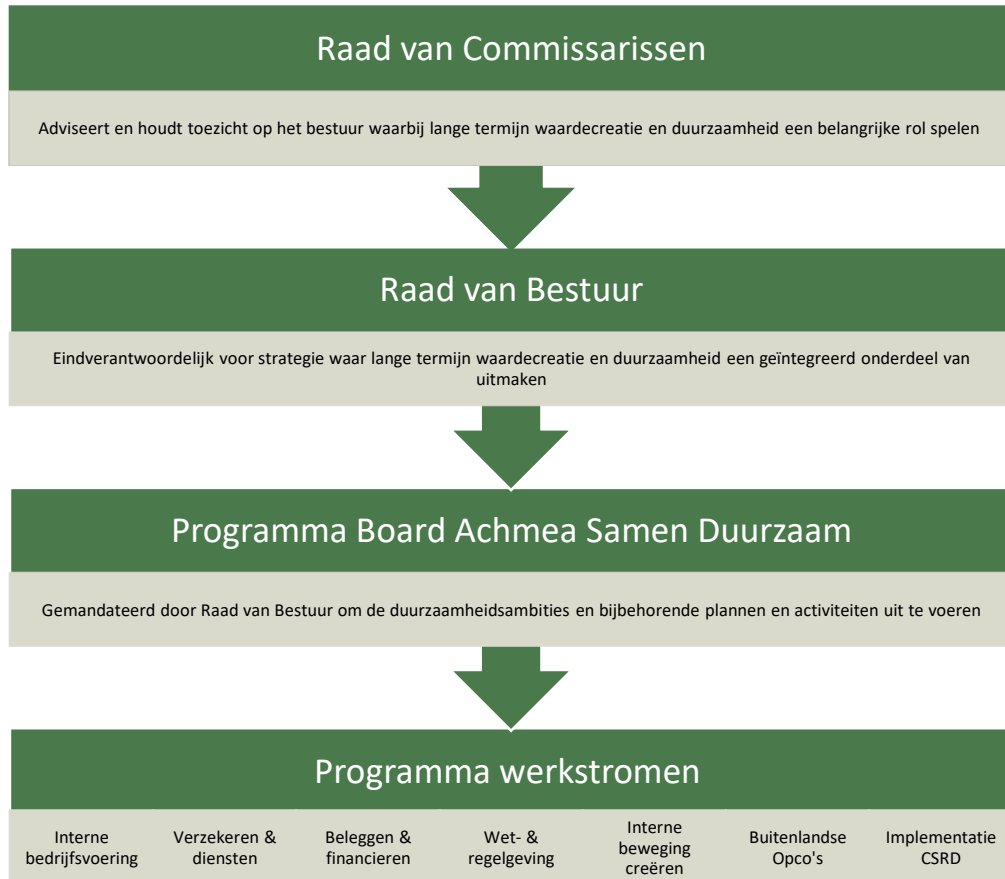 Raad van Commissarissen
Adviseert en houdt toezicht op het bestuur waarbij lange termijn waardecreatie en duurzaamheid een belangrijke rol spelen
Raad van Bestuur
Eindverantwoordelijk voor strategie waar lange termijn waardecreatie en duurzaamheid een geïntegreerd onderdeel van
uitmaken
Programma Board Achmea Samen Duurzaam
Gemandateerd door Raad van Bestuur om de duurzaamheidsambities en bijbehorende plannen en activiteiten uit te voeren
Programma werkstromen
Interne
bedrijfsvoering
Verzekeren &
diensten
Beleggen &
financieren
Wet- &
regelgeving
Interne
beweging
creëren
Buitenlandse
Opco's
Implementatie
CSRD